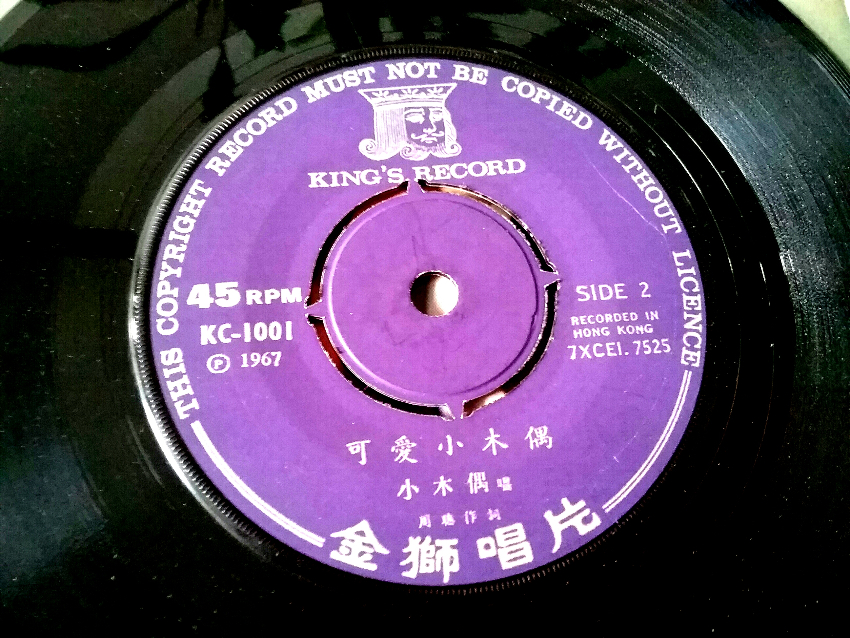 THIS COPYRIGHT RECORD MUST NOT BE COPIED WITHOUT LICENCE
KING'S RECORD
45 RPM
KC-1001
Ⓟ 1967
SIDE 2
RECORDED IN
HONG KONG
7XCEI.7525
可愛小木偶
小木偶唱
周聰作詞
金獅唱片